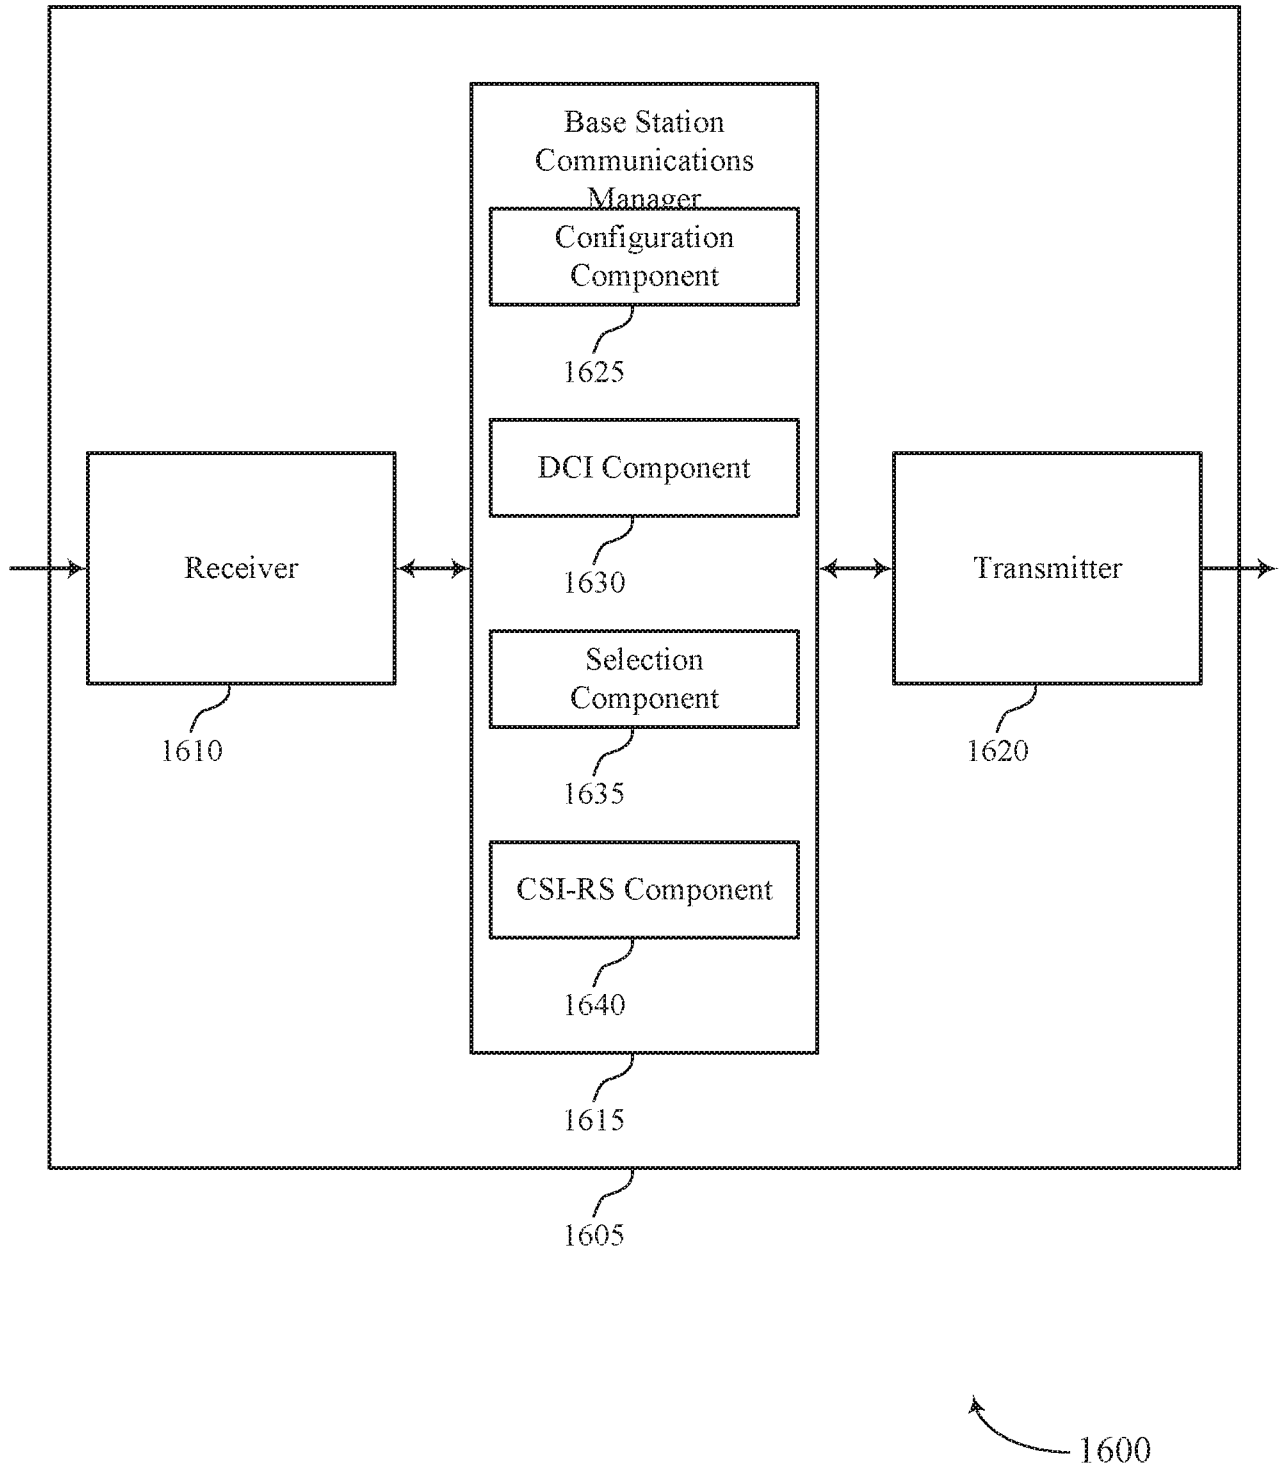 Base Station
Communications
Manager
Configuration
Component
1625
DCI Component
1630
Selection
Component
1635
CSI-RS Component
1640
1615
Receiver
1610
Transmitter
1620
1605
1600